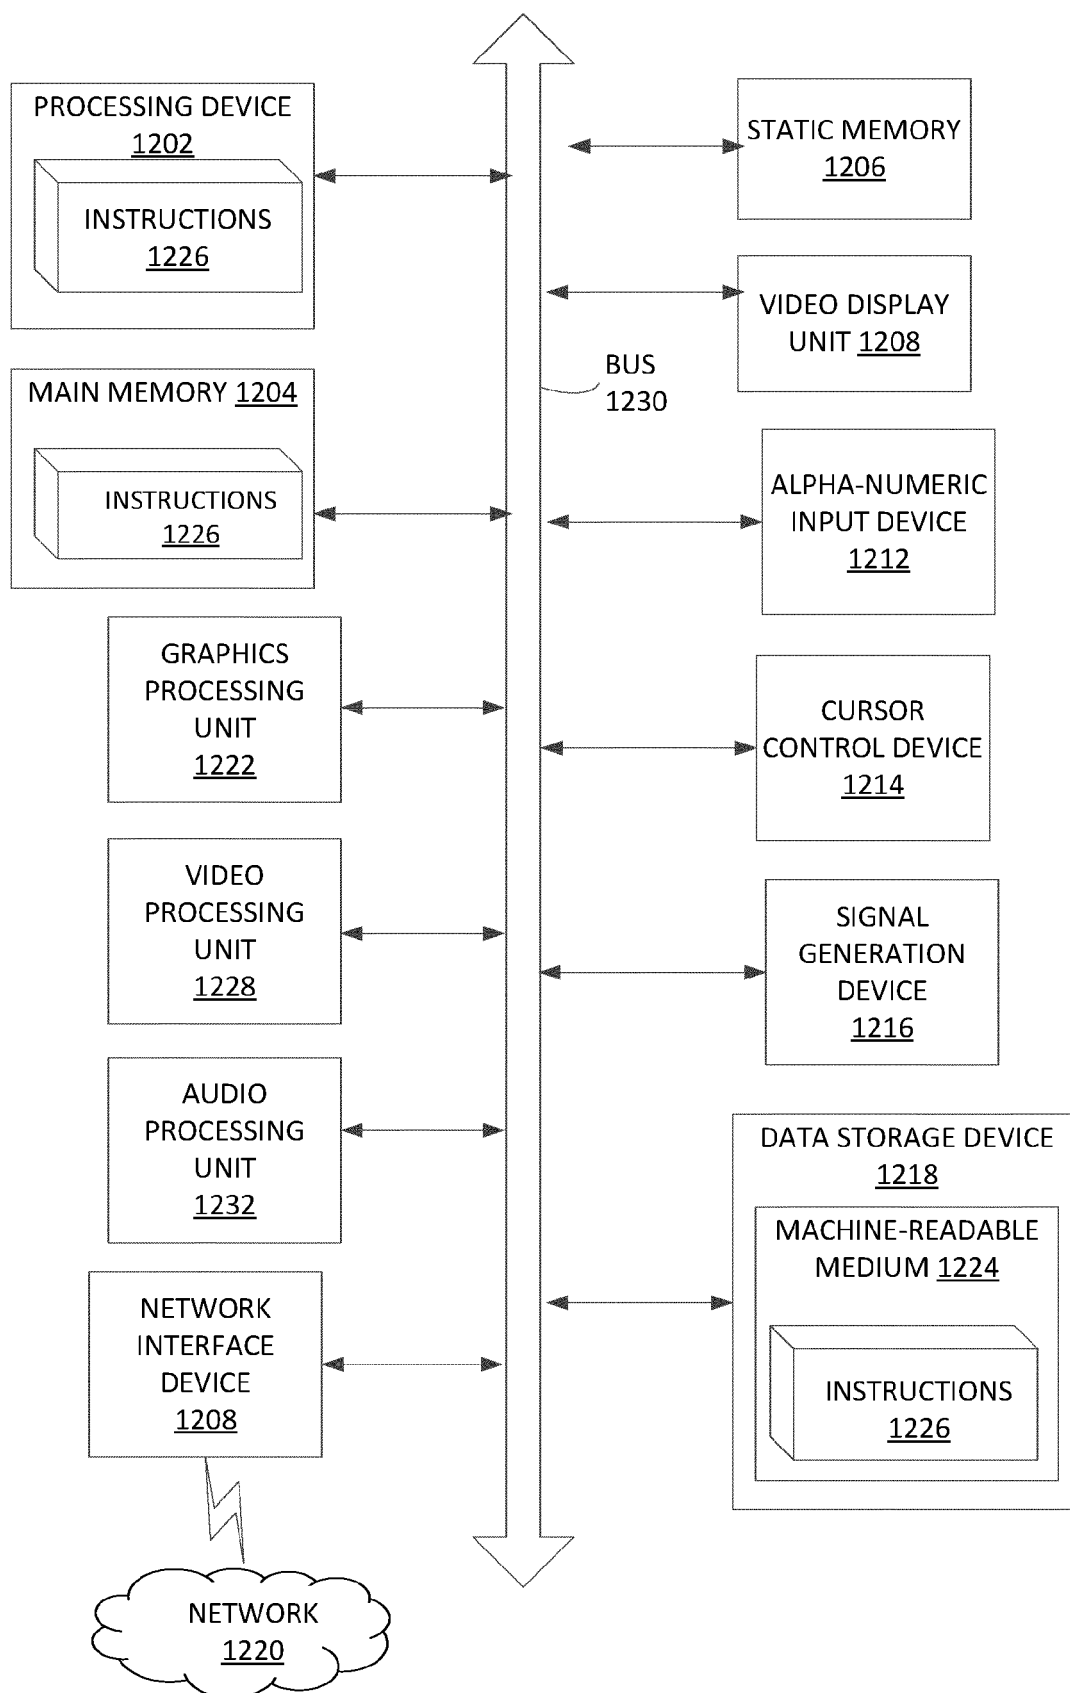 PROCESSING DEVICE
1202
INSTRUCTIONS
1226
MAIN MEMORY 1204
INSTRUCTIONS
1226
GRAPHICS
PROCESSING
UNIT
1222
VIDEO
PROCESSING
UNIT
1228
AUDIO
PROCESSING
UNIT
1232
NETWORK
INTERFACE
DEVICE
1208
NETWORK
1220
BUS
1230
STATIC MEMORY
1206
VIDEO DISPLAY
UNIT 1208
ALPHA-NUMERIC
INPUT DEVICE
1212
CURSOR
CONTROL DEVICE
1214
SIGNAL
GENERATION
DEVICE
1216
DATA STORAGE DEVICE
1218
MACHINE-READABLE
MEDIUM 1224
INSTRUCTIONS
1226